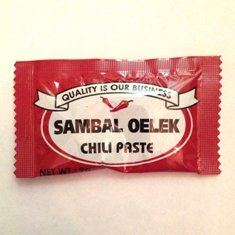 QUALITY IS OUR BUSINESS
SAMBAL OELEK
CHILI PASTE
NET WT